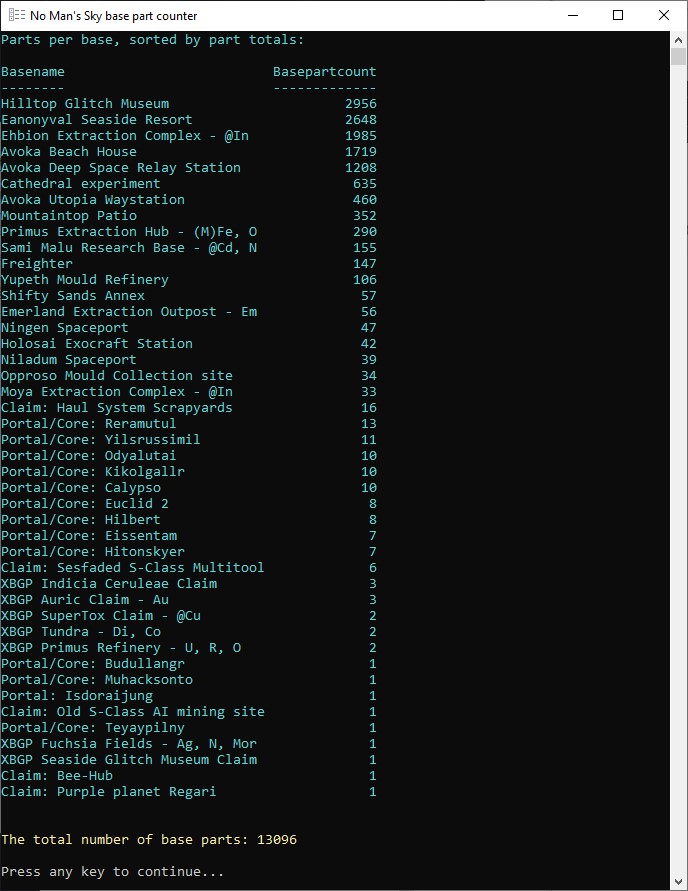 No Man's Sky base part counter
Parts per base, sorted by part totals:
Basename Basepartcount
-------- -------------
Hilltop Glitch Museum 2956
Eanonyval Seaside Resort 2648
Ehbion Extraction Complex - @In 1985
Avoka Beach House 1719
Avoka Deep Space Relay Station 1208
Cathedral experiment 635
Avoka Utopia Waystation 460
Mountaintop Patio 352
Primus Extraction Hub - (M)Fe, O 290
Sami Malu Research Base - @Cd, N 155
Freighter 147
Yupeth Mould Refinery 106
Shifty Sands Annex 57
Emerland Extraction Outpost - Em 56
Ningen Spaceport 47
Holosai Exocraft Station 42
Niladum Spaceport 39
Opproso Mould Collection site 34
Moya Extraction Complex - @In 33
Claim: Haul System Scrapyards 16
Portal/Core: Reramutul 13
Portal/Core: Yilsrussimil 11
Portal/Core: Odyalutai 10
Portal/Core: Kikolgallr 10
Portal/Core: Calypso 10
Portal/Core: Euclid 2 8
Portal/Core: Hilbert 8
Portal/Core: Eissentam 7
Portal/Core: Hitonskyer 7
Claim: Sesfaded S-Class Multitool 6
XBGP Indicia Ceruleae Claim 3
XBGP Auric Claim - Au 3
XBGP SuperTox Claim - @Cu 2
XBGP Tundra - Di, Co 2
XBGP Primus Refinery - U, R, O 2
Portal/Core: Budullangr 1
Portal/Core: Muhacksonto 1
Portal: Isdoraijung 1
Claim: Old S-Class AI mining site 1
Portal/Core: Teyaypilny 1
XBGP Fuchsia Fields - Ag, N, Mor 1
XBGP Seaside Glitch Museum Claim 1
Claim: Bee-Hub 1
Claim: Purple planet Regari 1
The total number of base parts: 13096
Press any key to continue...